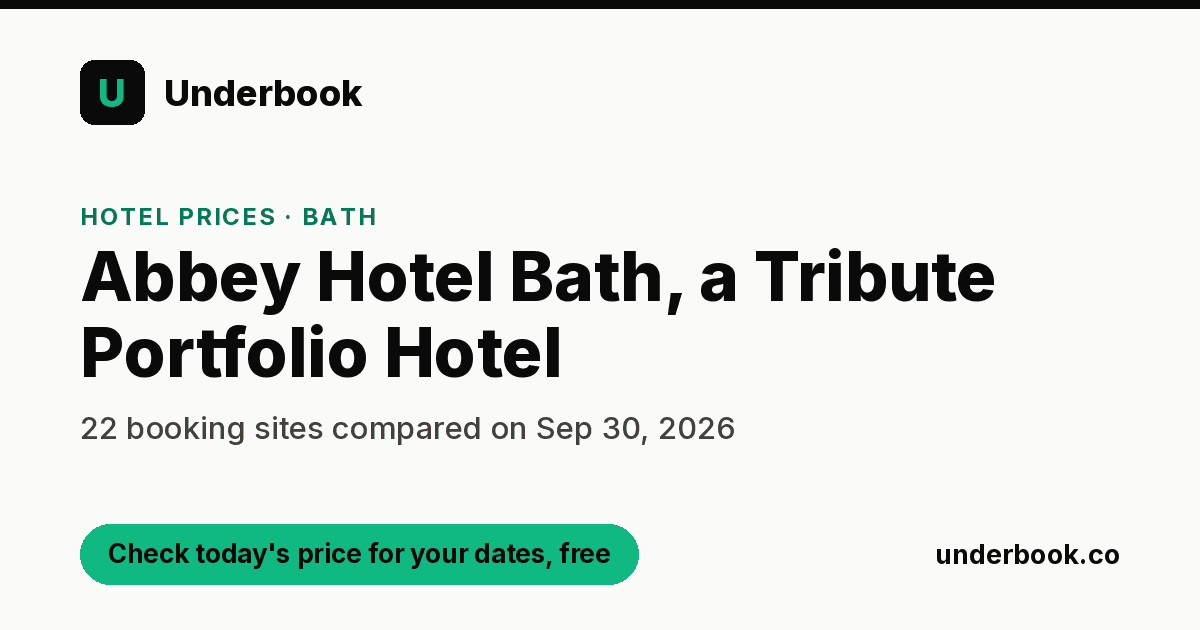 U Underbook
HOTEL PRICES · BATH
Abbey Hotel Bath, a Tribute
Portfolio Hotel
22 booking sites compared on Sep 30, 2026
Check today's price for your dates, free
underbook.co